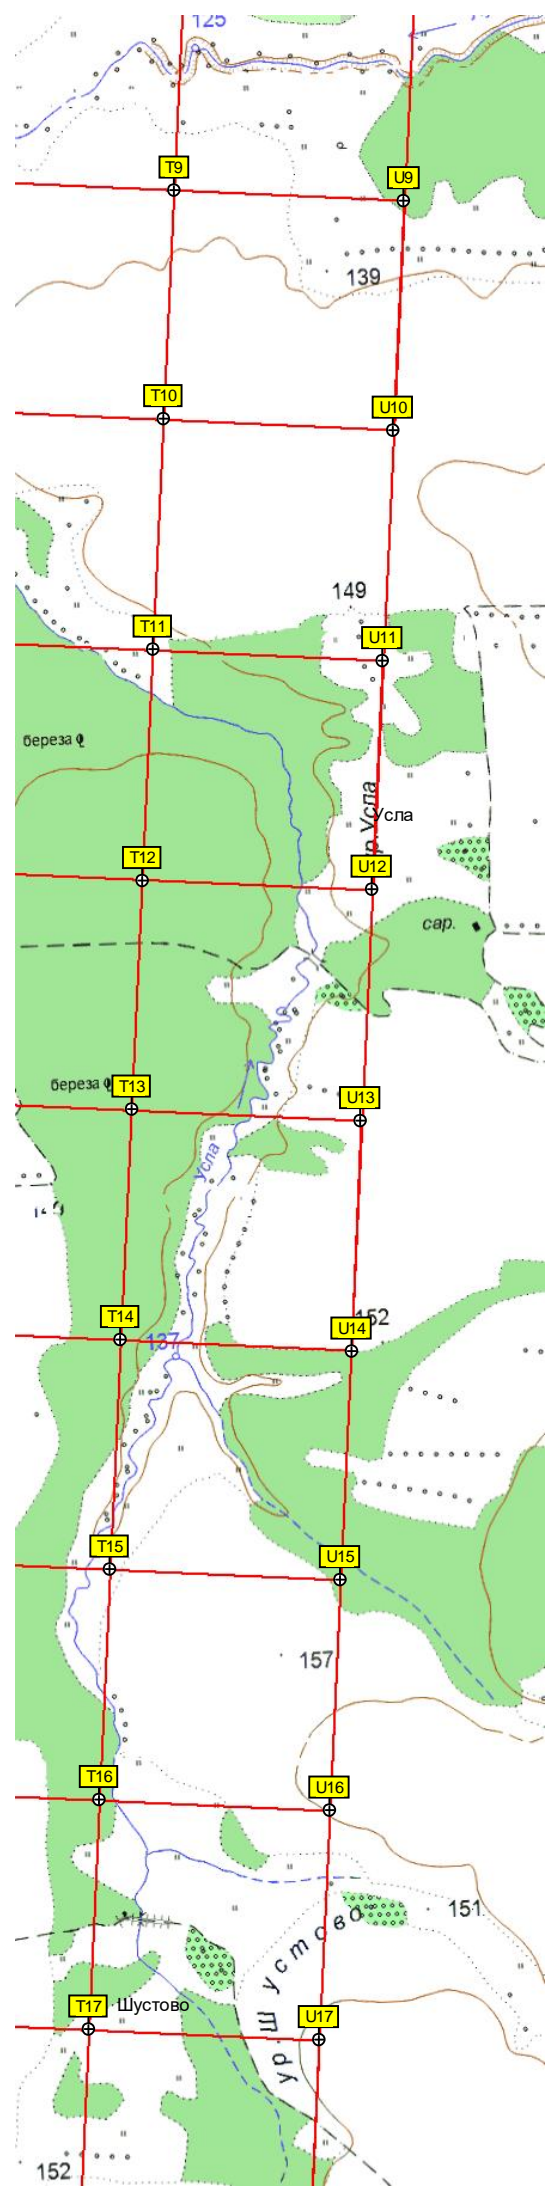 125
T9
U9
139
T10
U10
149
T11
U11
береза
р Усла
Усла
T12
U12
сар.
береза
T13
U13
Усла
152
T14
U14
137
T15
U15
157
T16
U16
151
ур. Шустово
T17
Шустово
U17
152